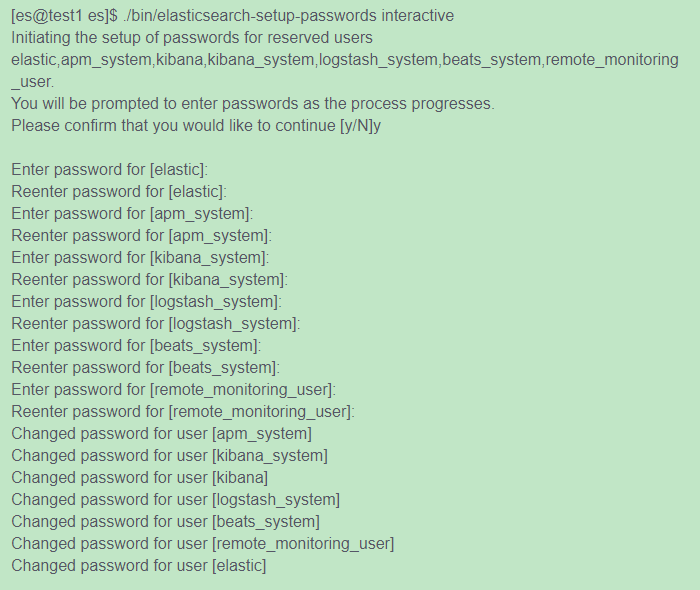 [es@test1 es]$ ./bin/elasticsearch-setup-passwords interactive
Initiating the setup of passwords for reserved users
elastic,apm_system,kibana,kibana_system,logstash_system,beats_system,remote_monitoring
_user.
You will be prompted to enter passwords as the process progresses.
Please confirm that you would like to continue [y/N]y
Enter password for [elastic]:
Reenter password for [elastic]:
Enter password for [apm_system]:
Reenter password for [apm_system]:
Enter password for [kibana_system]:
Reenter password for [kibana_system]:
Enter password for [logstash_system]:
Reenter password for [logstash_system]:
Enter password for [beats_system]:
Reenter password for [beats_system]:
Enter password for [remote_monitoring_user]:
Reenter password for [remote_monitoring_user]:
Changed password for user [apm_system]
Changed password for user [kibana_system]
Changed password for user [kibana]
Changed password for user [logstash_system]
Changed password for user [beats_system]
Changed password for user [remote_monitoring_user]
Changed password for user [elastic]